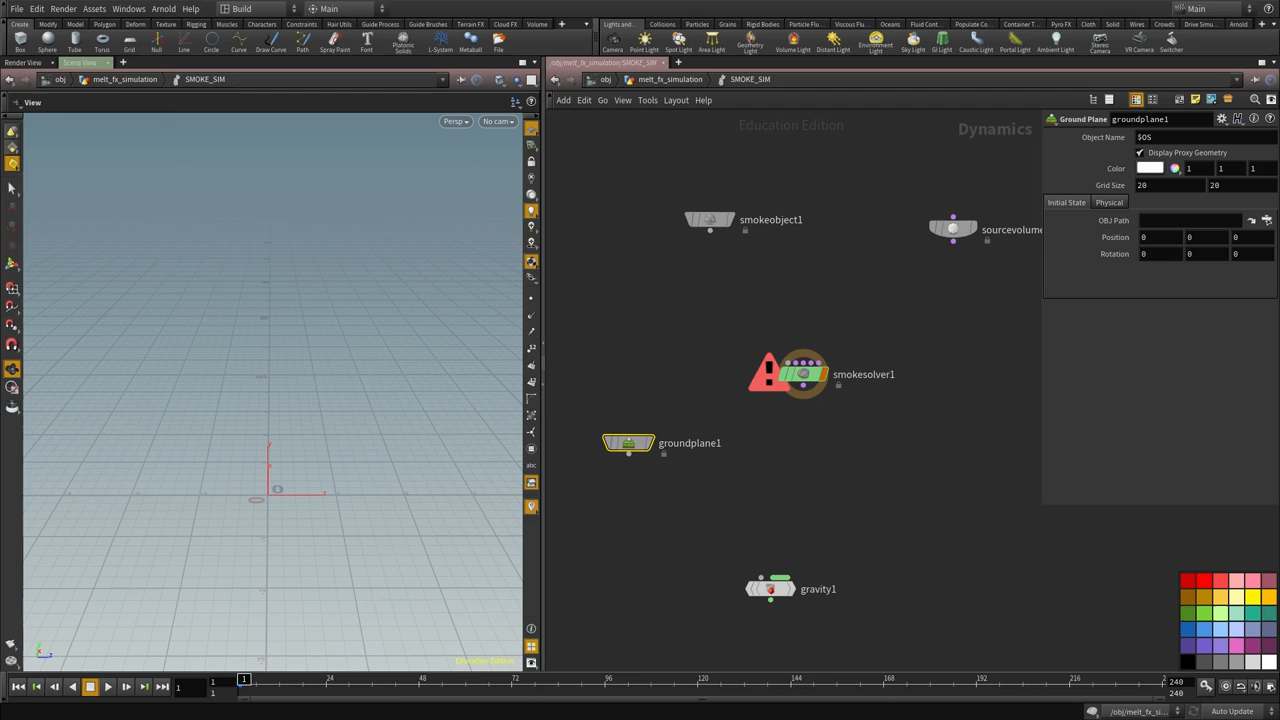 File Edit Render Assets Windows Arnold Help Build Main Main
Create Modify Model Polygon Deform Texture Rigging Muscles Characters Constraints Hair Utils Guide Process Guide Brushes Terrain FX Cloud FX Volume
Lights and... Collisions Particles Grains Rigid Bodies Particle Flu... Viscous Flu... Oceans Fluid Cont... Populate Co... Container T... Pyro FX Cloth Solid Wires Crowds Drive Simu... Arnold
Box Sphere Tube Torus Grid Null Line Circle Curve Draw Curve Path Spray Paint Font Platonic Solids L-System Metaball File
Camera Point Light Spot Light Area Light Geometry Light Volume Light Distant Light Environment Light Sky Light GI Light Caustic Light Portal Light Ambient Light Stereo Camera VR Camera Switcher
Render View Scene View
/obj/melt_fx_simulation/SMOKE_SIM
obj melt_fx_simulation SMOKE_SIM
obj melt_fx_simulation SMOKE_SIM
View
Add Edit Go View Tools Layout Help
Persp No cam
Education Edition Dynamics
Ground Plane groundplane1
Object Name $OS
Display Proxy Geometry
Color 1 1 1
Grid Size 20 20
Initial State Physical
OBJ Path
Position 0 0 0
Rotation 0 0 0
smokeobject1
sourcevolume
smokesolver1
groundplane1
gravity1
y
x
z
12
abc
Education Edition
1 1 1 1 24 48 72 96 120 144 168 192 216 2 240 240
/obj/melt_fx_si... Auto Update